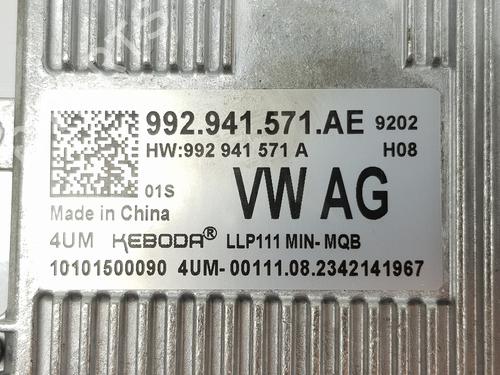 992.941.571.AE 9202
HW:992 941 571 A H08
01S VW AG
Made in China
4UM KEBODA® LLP111 MIN-MQB
10101500090 4UM-00111.08.2342141967